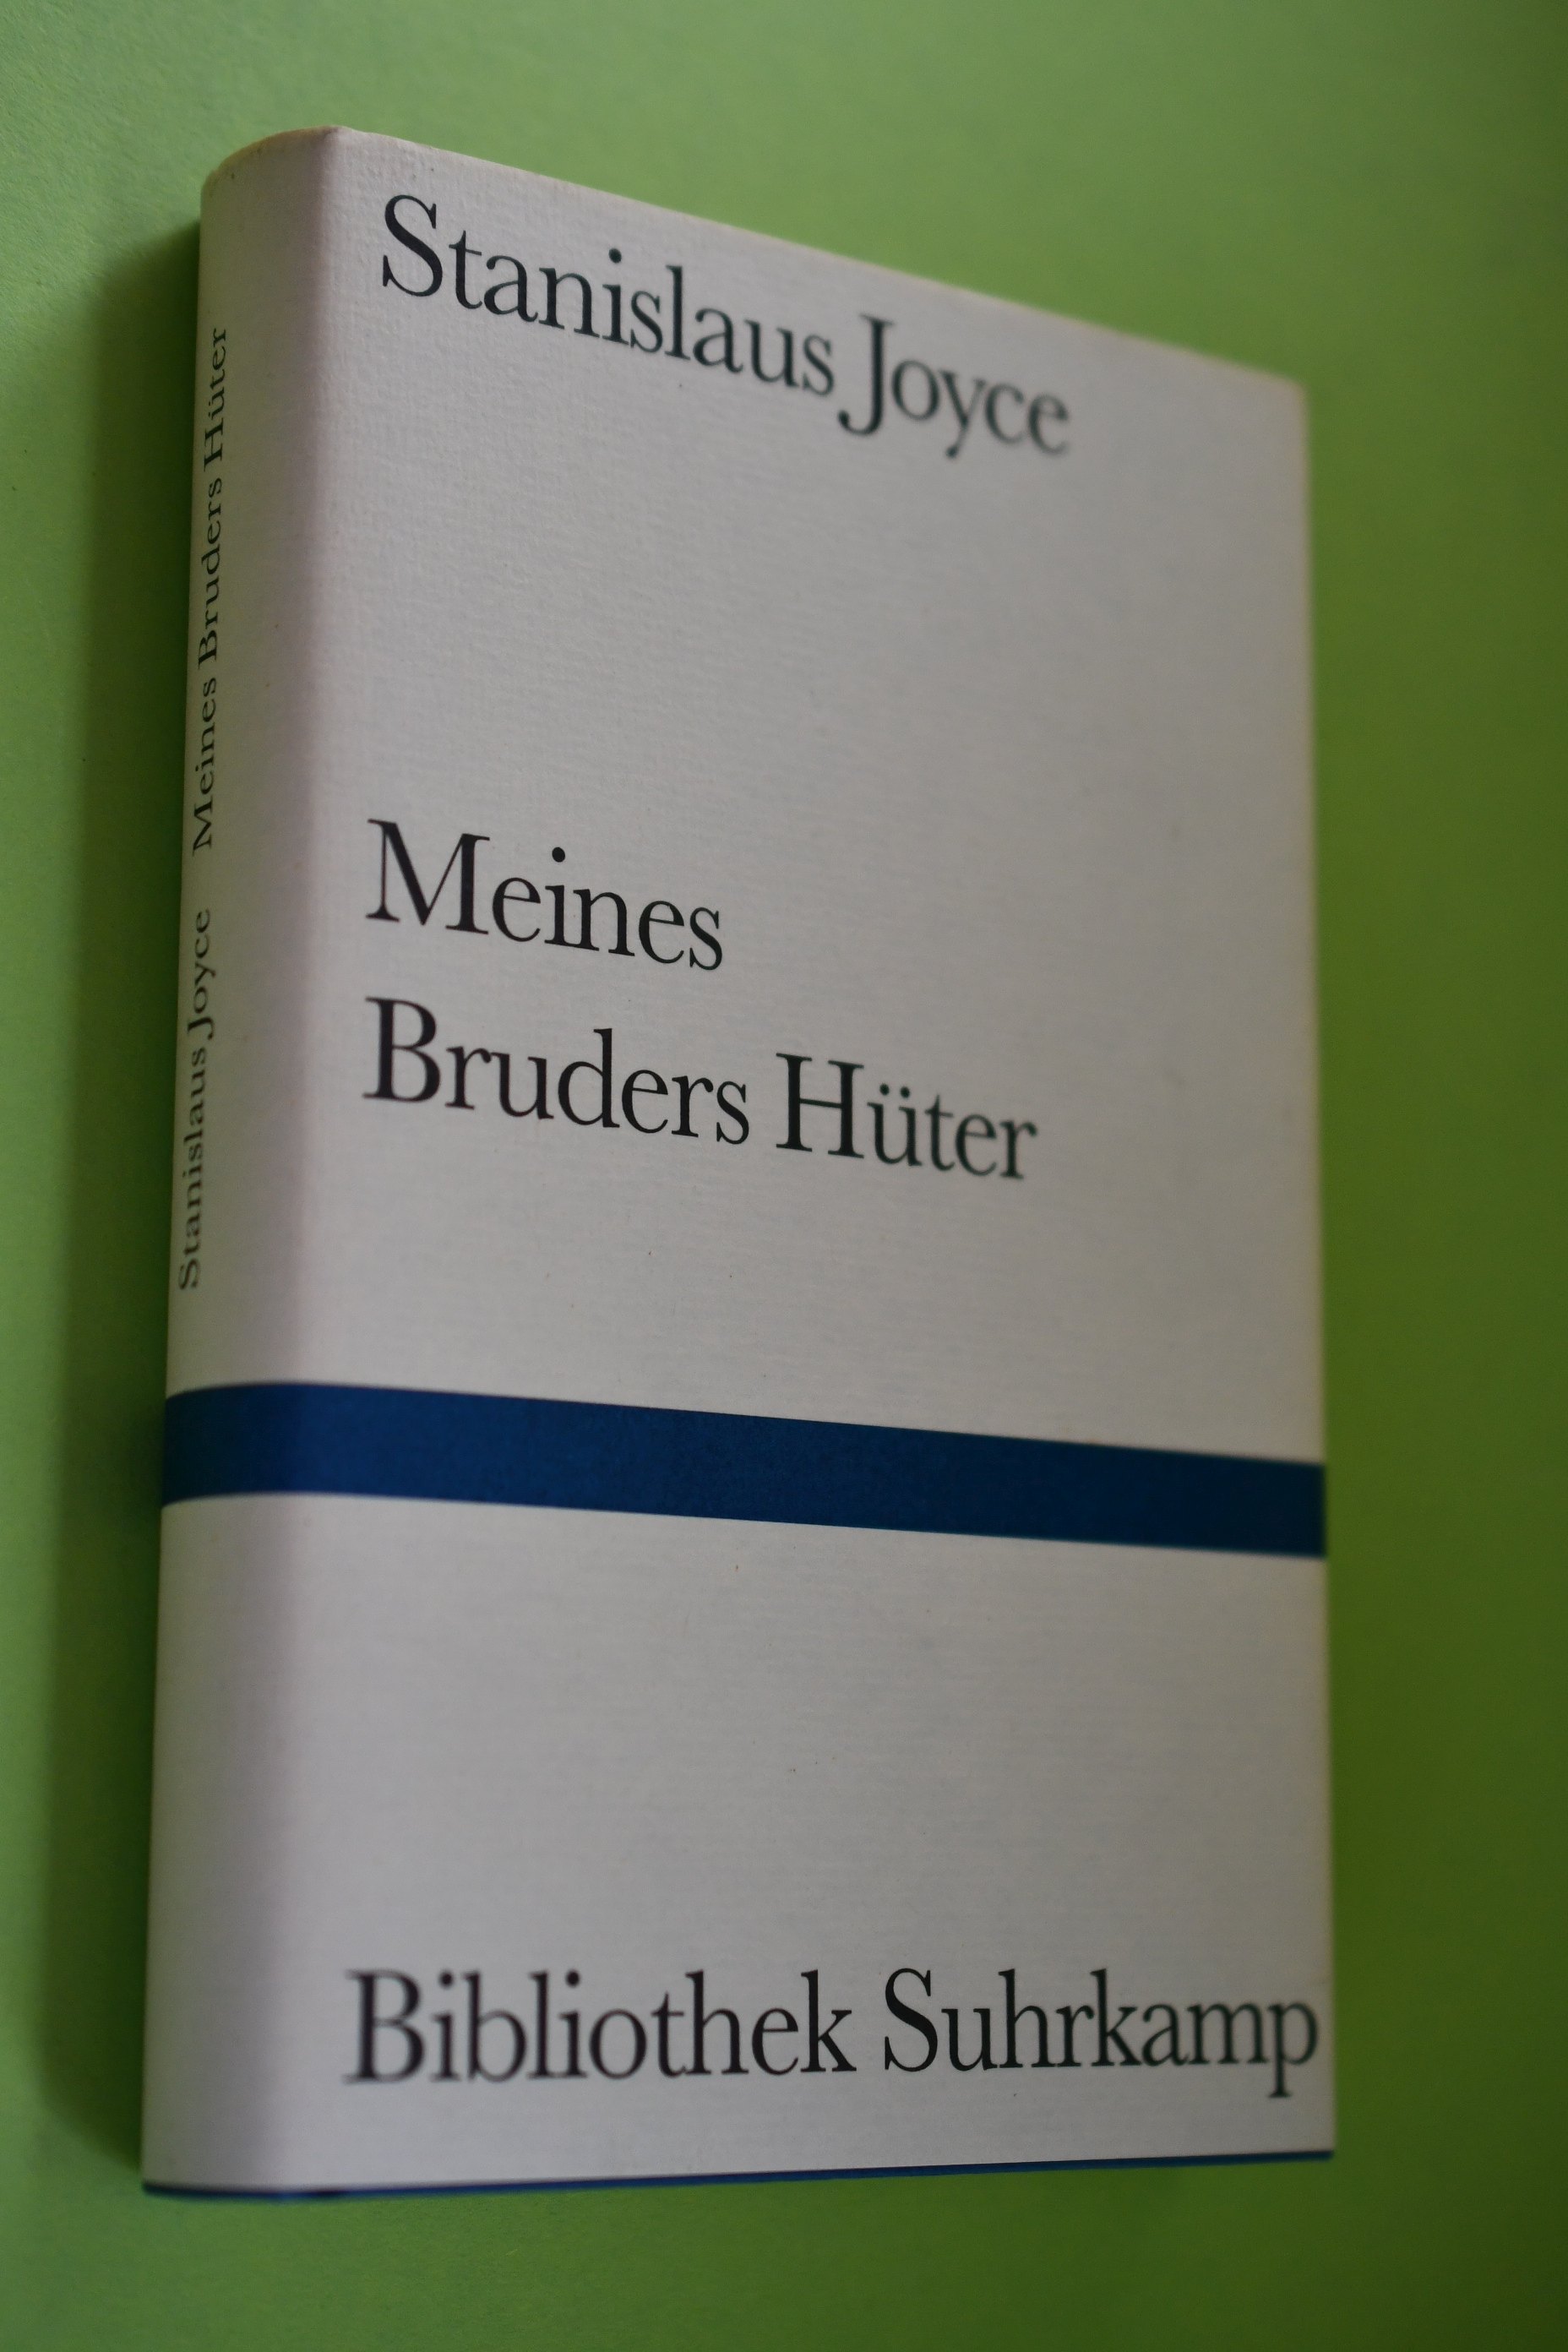 Stanislaus Joyce
Meines
Bruders Hüter
Bibliothek Suhrkamp
Stanislaus Joyce Meines Bruders Hüter